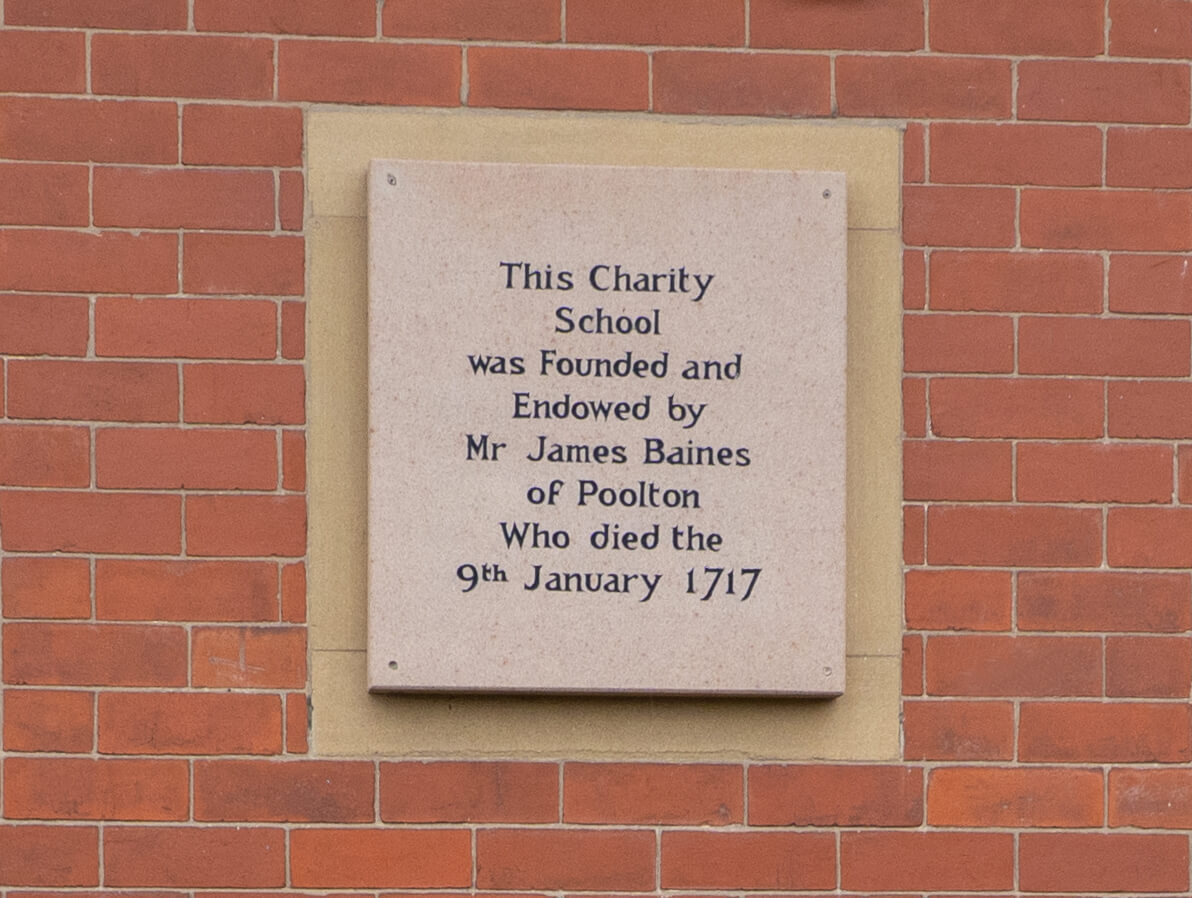 This Charity
School
was Founded and
Endowed by
Mr James Baines
of Poolton
Who died the
9th January 1717